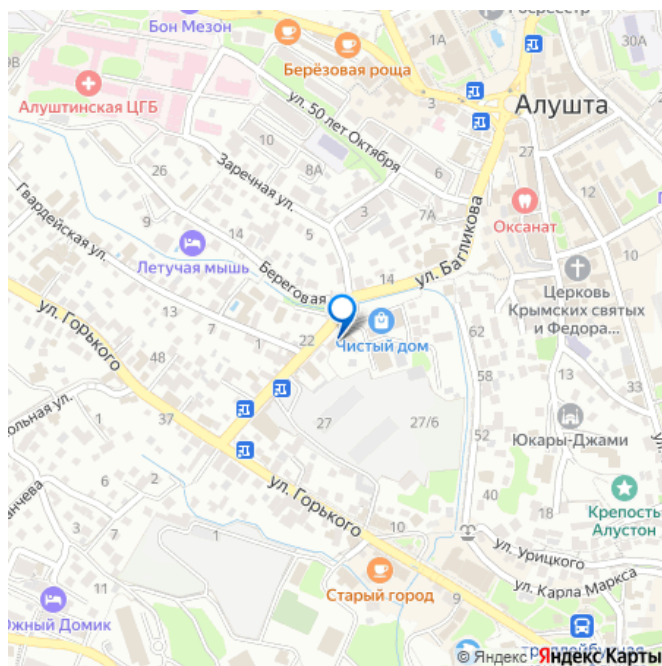 Госреестр
Бон Мезон
1А
30А
9В
Берёзовая роща
Алуштинская ЦГБ
3
Алушта
ул. 50 лет Октября
10
27
8А
6
12
Заречная ул.
26
Гвардейская ул.
3
7А
Оксанат
9
14
5
ул. Багликова
Летучая мышь
Береговая
14
Церковь
Крымских святых
и Федора...
13
ул. Горького
7
22
Чистый дом
62
1
48
58
13
33
37
27
27/6
52
Юкары-Джами
1
6
2
40
18
3
7
ул. Горького
Крепость
Алустон
10
ул. Урицкого
11
ул. Карла Маркса
Старый город
9
Южный Домик
© Яндекс Яндекс Карты